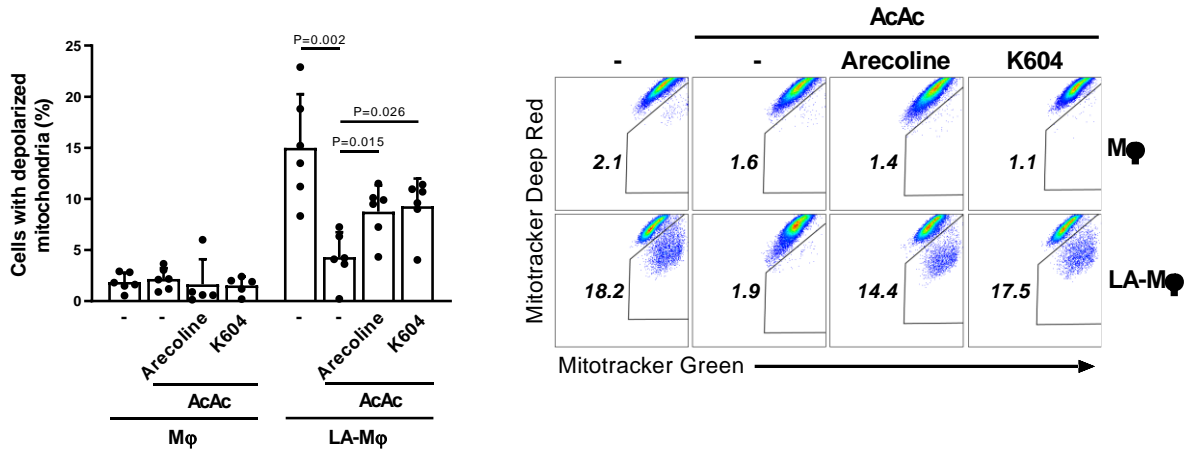 Cells with depolarized
mitochondria (%)
25
20
15
10
5
0
P=0.002
P=0.026
P=0.015
- - Arecoline K604 - - Arecoline K604
AcAc AcAc
Mφ LA-Mφ
AcAc
- - Arecoline K604
Mitotracker Deep Red
2.1 1.6 1.4 1.1 Mφ
18.2 1.9 14.4 17.5 LA-Mφ
Mitotracker Green